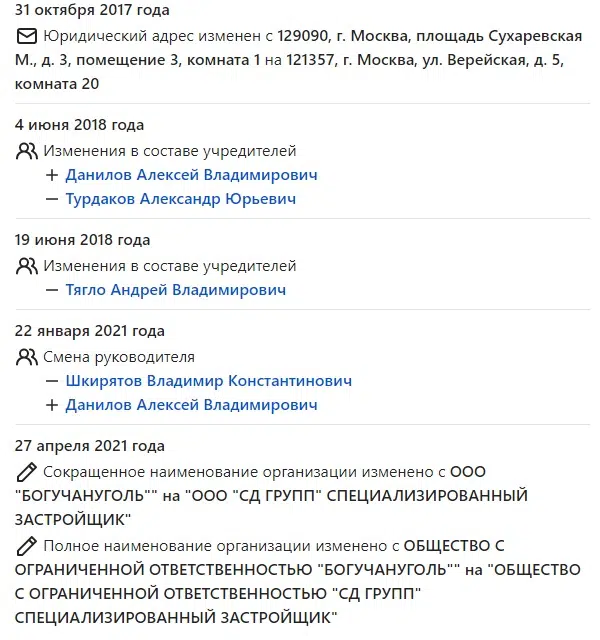 31 октября 2017 года
Юридический адрес изменен с 129090, г. Москва, площадь Сухаревская
М., д. 3, помещение 3, комната 1 на 121357, г. Москва, ул. Верейская, д. 5,
комната 20
4 июня 2018 года
Изменения в составе учредителей
+ Данилов Алексей Владимирович
— Турдаков Александр Юрьевич
19 июня 2018 года
Изменения в составе учредителей
— Тягло Андрей Владимирович
22 января 2021 года
Смена руководителя
— Шкирятов Владимир Константинович
+ Данилов Алексей Владимирович
27 апреля 2021 года
Сокращенное наименование организации изменено с ООО
"БОГУЧАНУГОЛЬ"" на "ООО "СД ГРУПП" СПЕЦИАЛИЗИРОВАННЫЙ
ЗАСТРОЙЩИК"
Полное наименование организации изменено с ОБЩЕСТВО С
ОГРАНИЧЕННОЙ ОТВЕТСТВЕННОСТЬЮ "БОГУЧАНУГОЛЬ"" на "ОБЩЕСТВО
С ОГРАНИЧЕННОЙ ОТВЕТСТВЕННОСТЬЮ "СД ГРУПП"
СПЕЦИАЛИЗИРОВАННЫЙ ЗАСТРОЙЩИК"